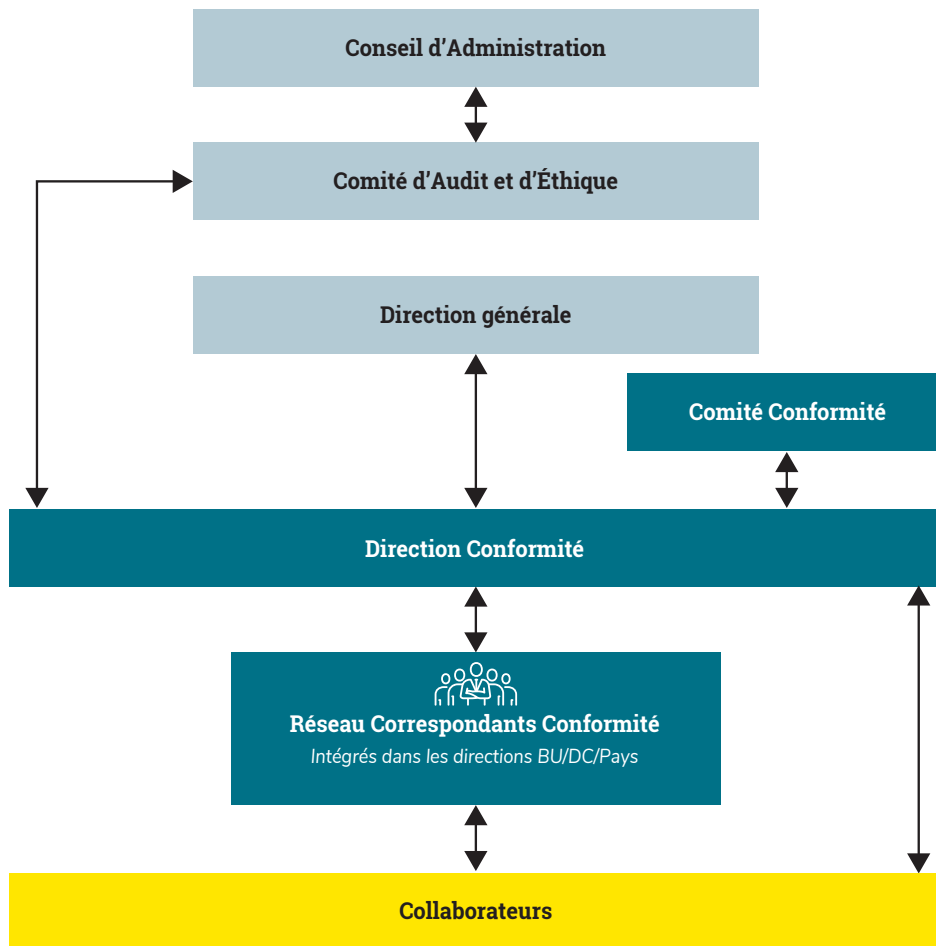 Conseil d'Administration
Comité d'Audit et d'Éthique
Direction générale
Comité Conformité
Direction Conformité
Réseau Correspondants Conformité
Intégrés dans les directions BU/DC/Pays
Collaborateurs